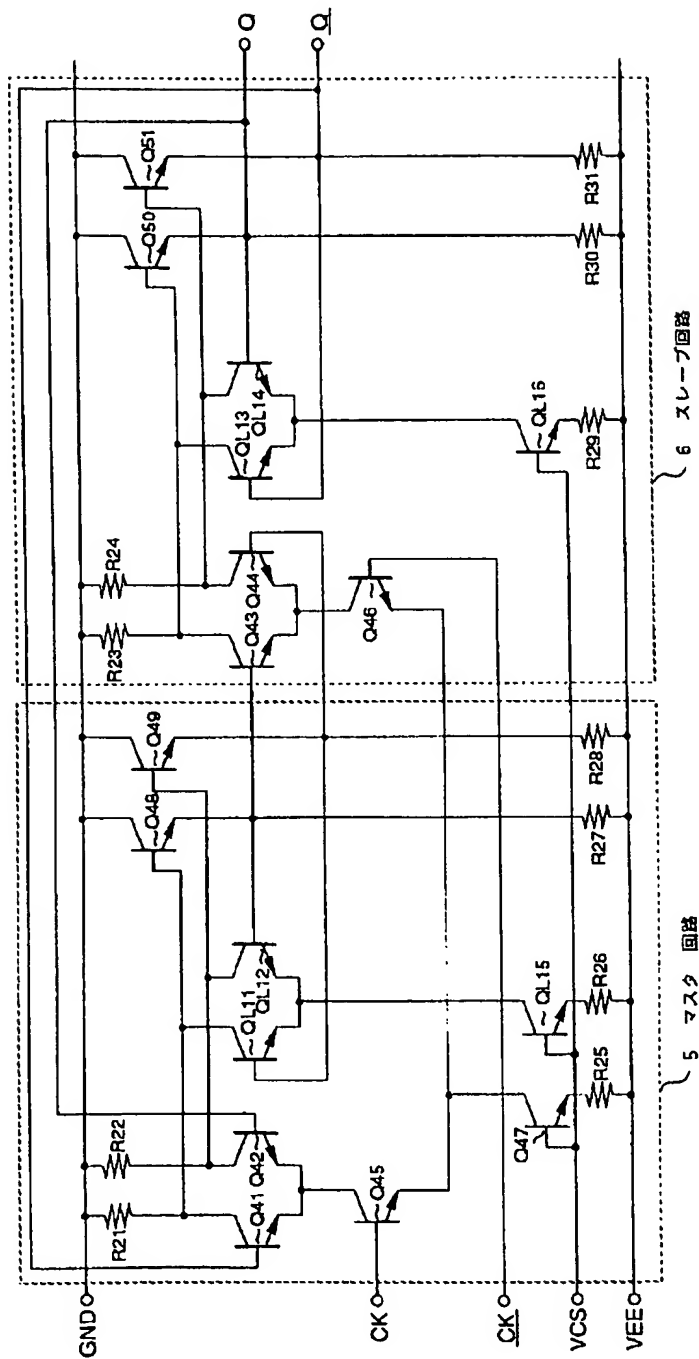 GND
CK
CK
VCS
VEE
R21
R22
Q41
Q42
Q45
QL11
QL12
Q47
R25
QL15
R26
Q48
Q49
R27
R28
5 マスタ 回路
R23
R24
Q43
Q44
Q46
QL13
QL14
QL16
R29
Q50
Q51
R30
R31
Q
Q
6 スレーブ回路